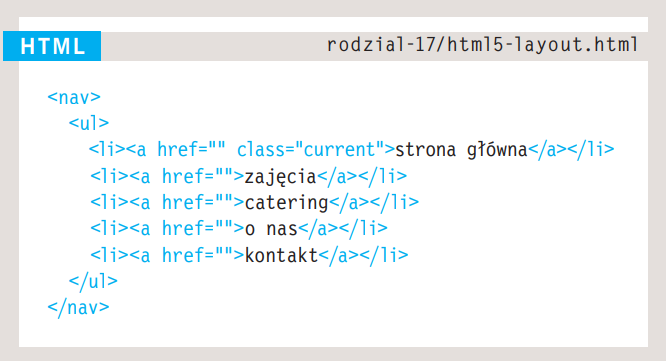 HTML rodzial-17/html5-layout.html
<nav>
<ul>
<li><a href="" class="current">strona główna</a></li>
<li><a href="">zajęcia</a></li>
<li><a href="">catering</a></li>
<li><a href="">o nas</a></li>
<li><a href="">kontakt</a></li>
</ul>
</nav>